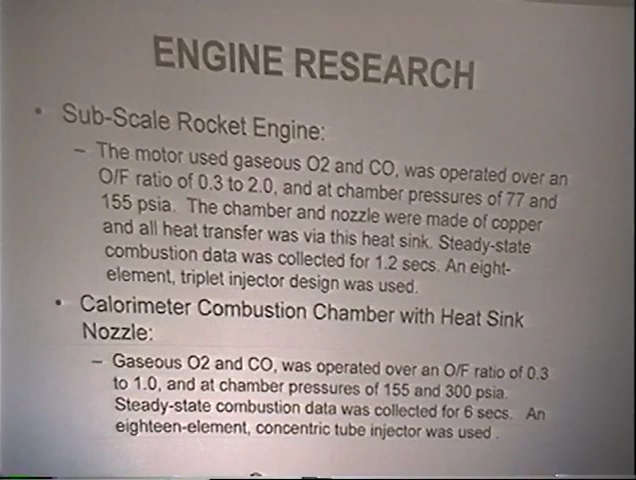 ENGINE RESEARCH
• Sub-Scale Rocket Engine:
– The motor used gaseous O2 and CO, was operated over an
O/F ratio of 0.3 to 2.0, and at chamber pressures of 77 and
155 psia. The chamber and nozzle were made of copper
and all heat transfer was via this heat sink. Steady-state
combustion data was collected for 1.2 secs. An eight-
element, triplet injector design was used.
• Calorimeter Combustion Chamber with Heat Sink
Nozzle:
– Gaseous O2 and CO, was operated over an O/F ratio of 0.3
to 1.0, and at chamber pressures of 155 and 300 psia.
Steady-state combustion data was collected for 6 secs. An
eighteen-element, concentric tube injector was used .